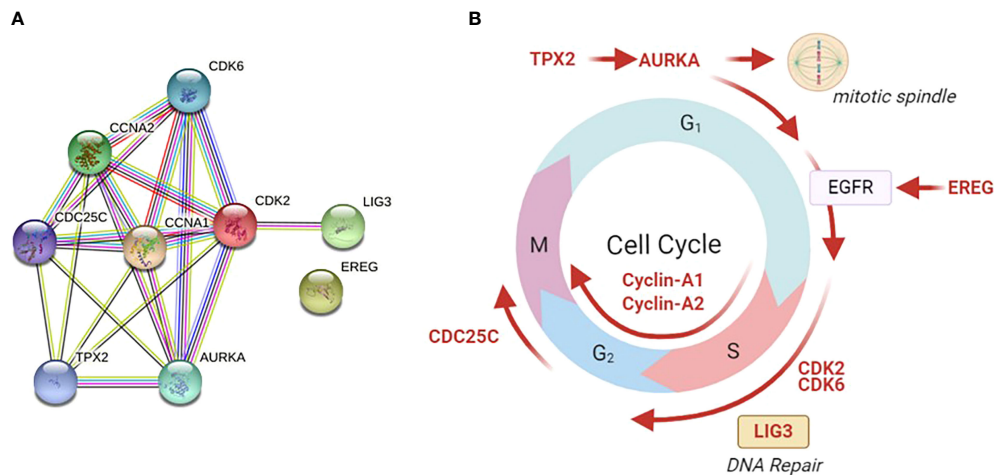 A
CDK6
CCNA2
CDC25C
CCNA1
CDK2
LIG3
EREG
TPX2
AURKA
B
TPX2
AURKA
mitotic spindle
G1
EGFR
EREG
M
Cell Cycle
Cyclin-A1
Cyclin-A2
CDC25C
G2
S
CDK2
CDK6
LIG3
DNA Repair